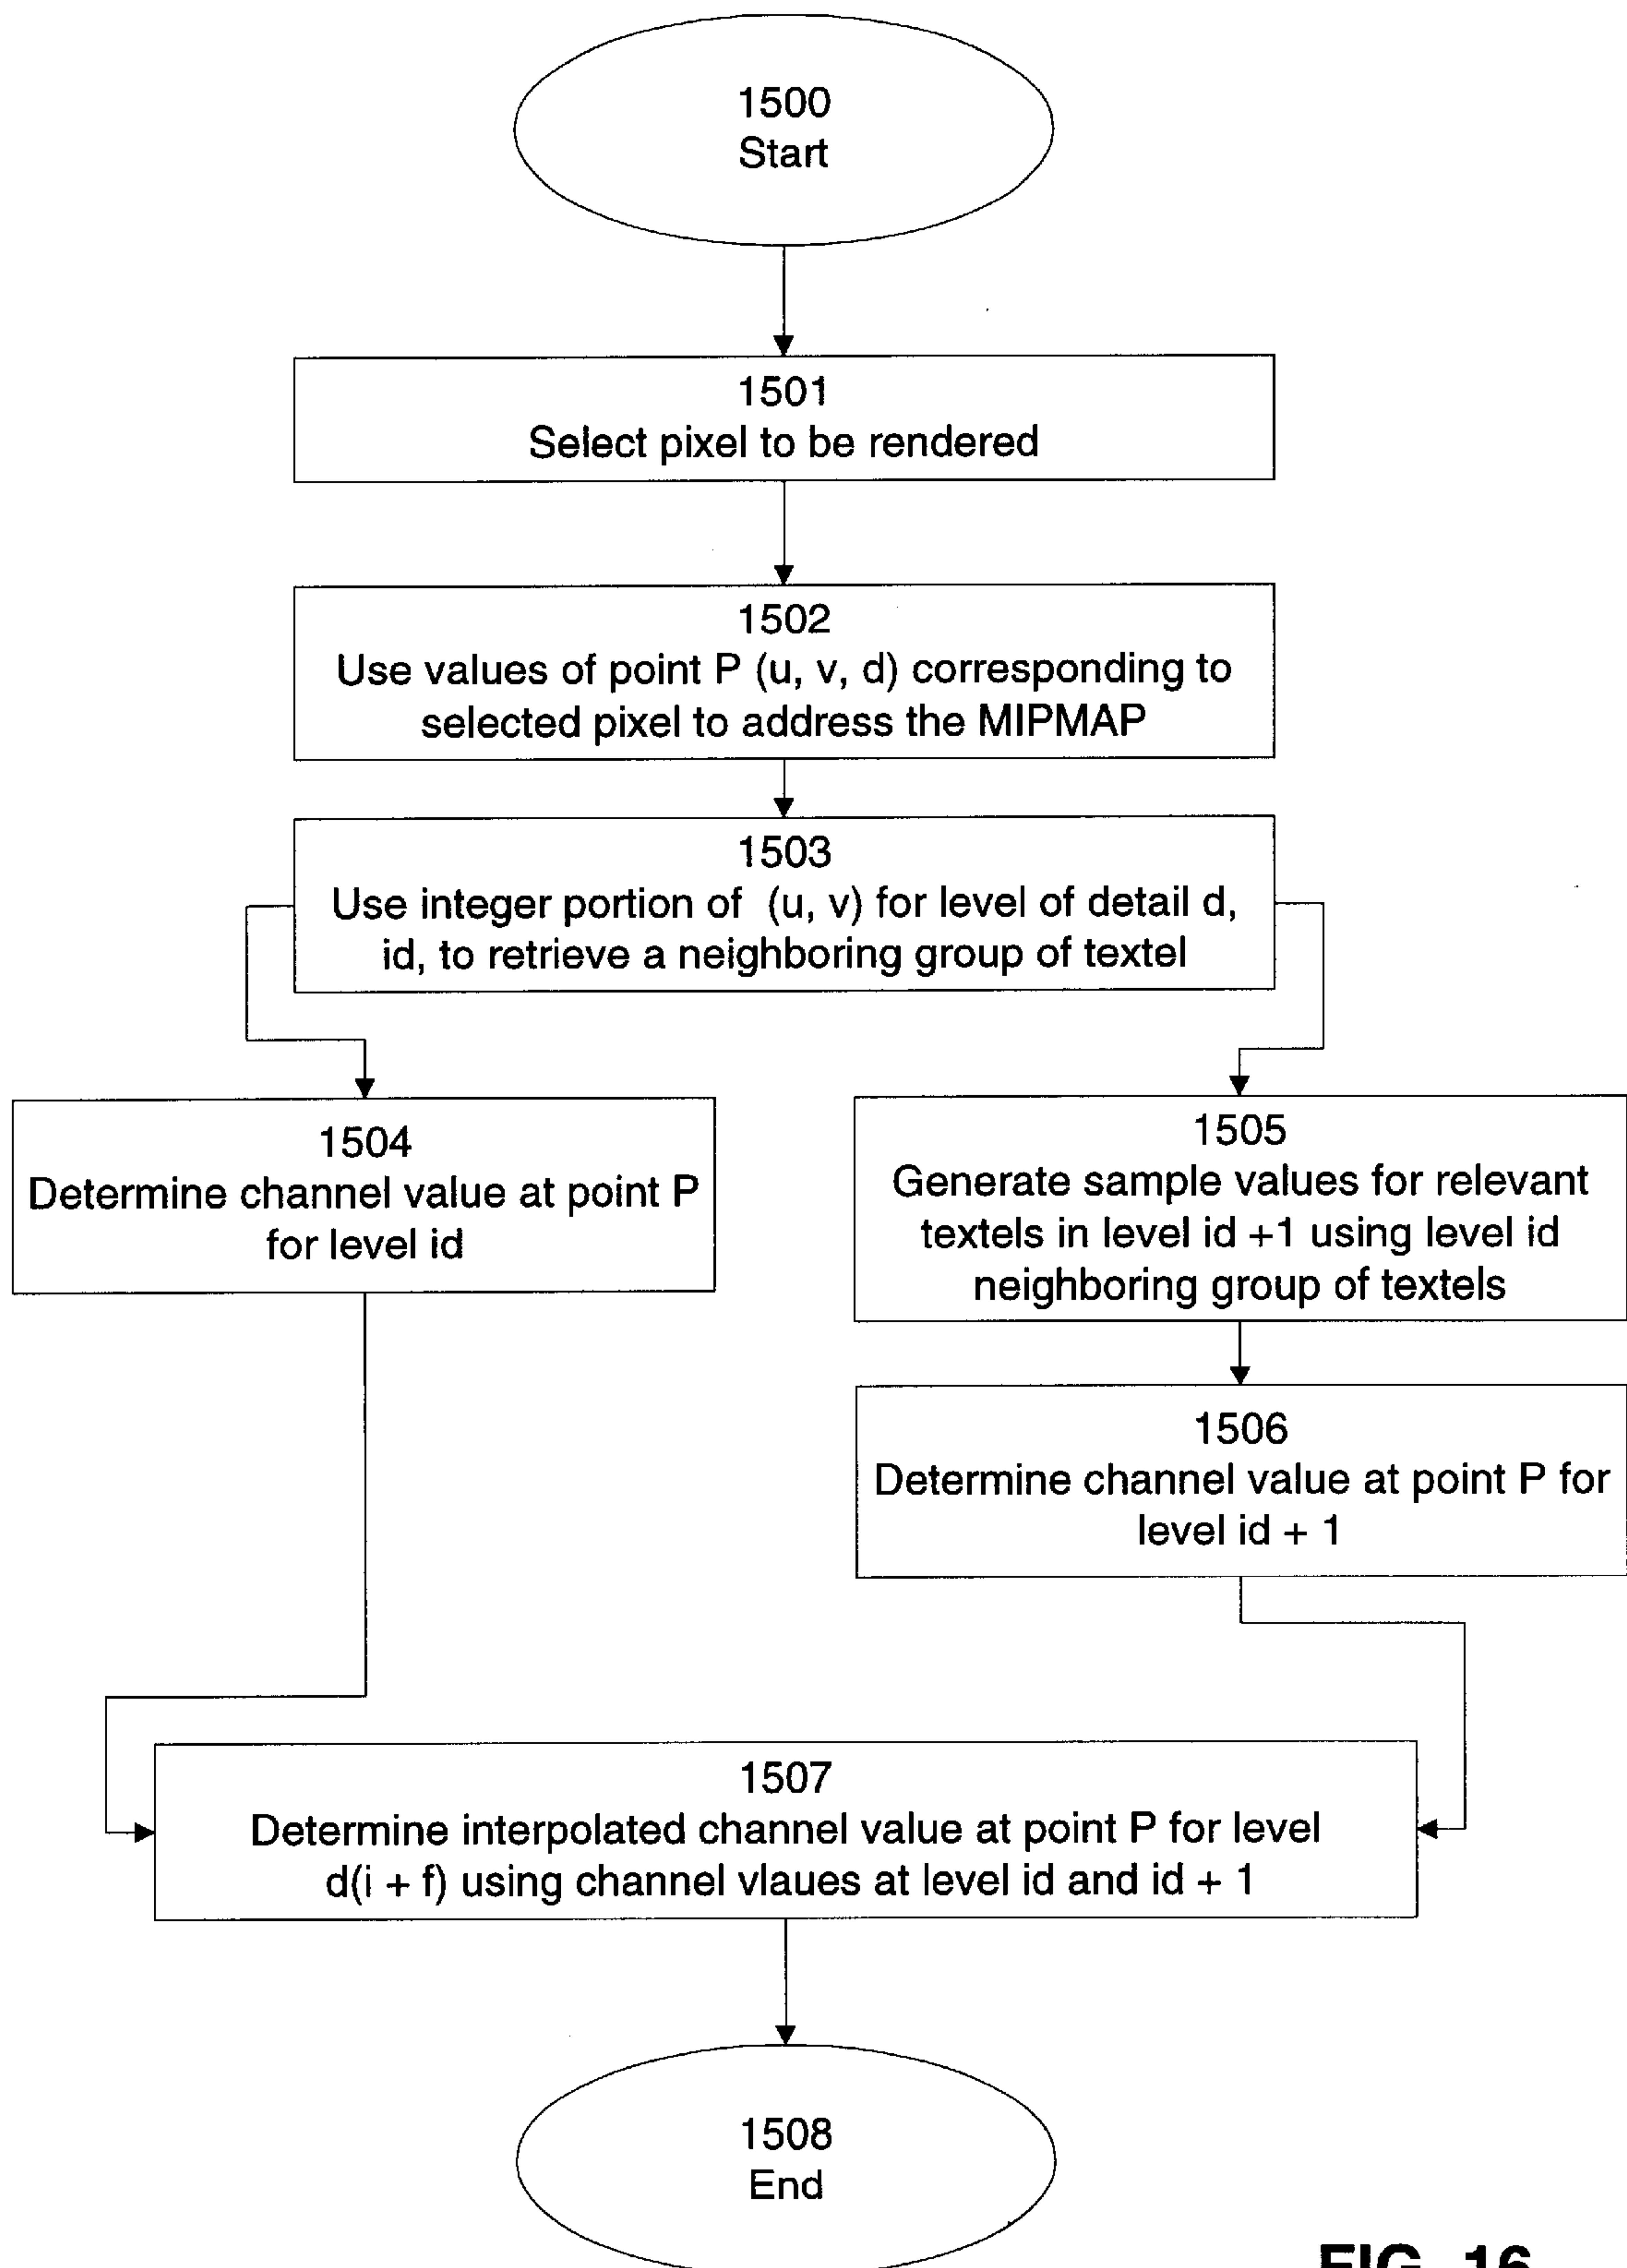 1500
Start
1501
Select pixel to be rendered
1502
Use values of point P (u, v, d) corresponding to
selected pixel to address the MIPMAP
1503
Use integer portion of (u, v) for level of detail d,
id, to retrieve a neighboring group of textel
1504
Determine channel value at point P
for level id
1505
Generate sample values for relevant
textels in level id +1 using level id
neighboring group of textels
1506
Determine channel value at point P for
level id + 1
1507
Determine interpolated channel value at point P for level
d(i + f) using channel vlaues at level id and id + 1
1508
End
FIG. 16